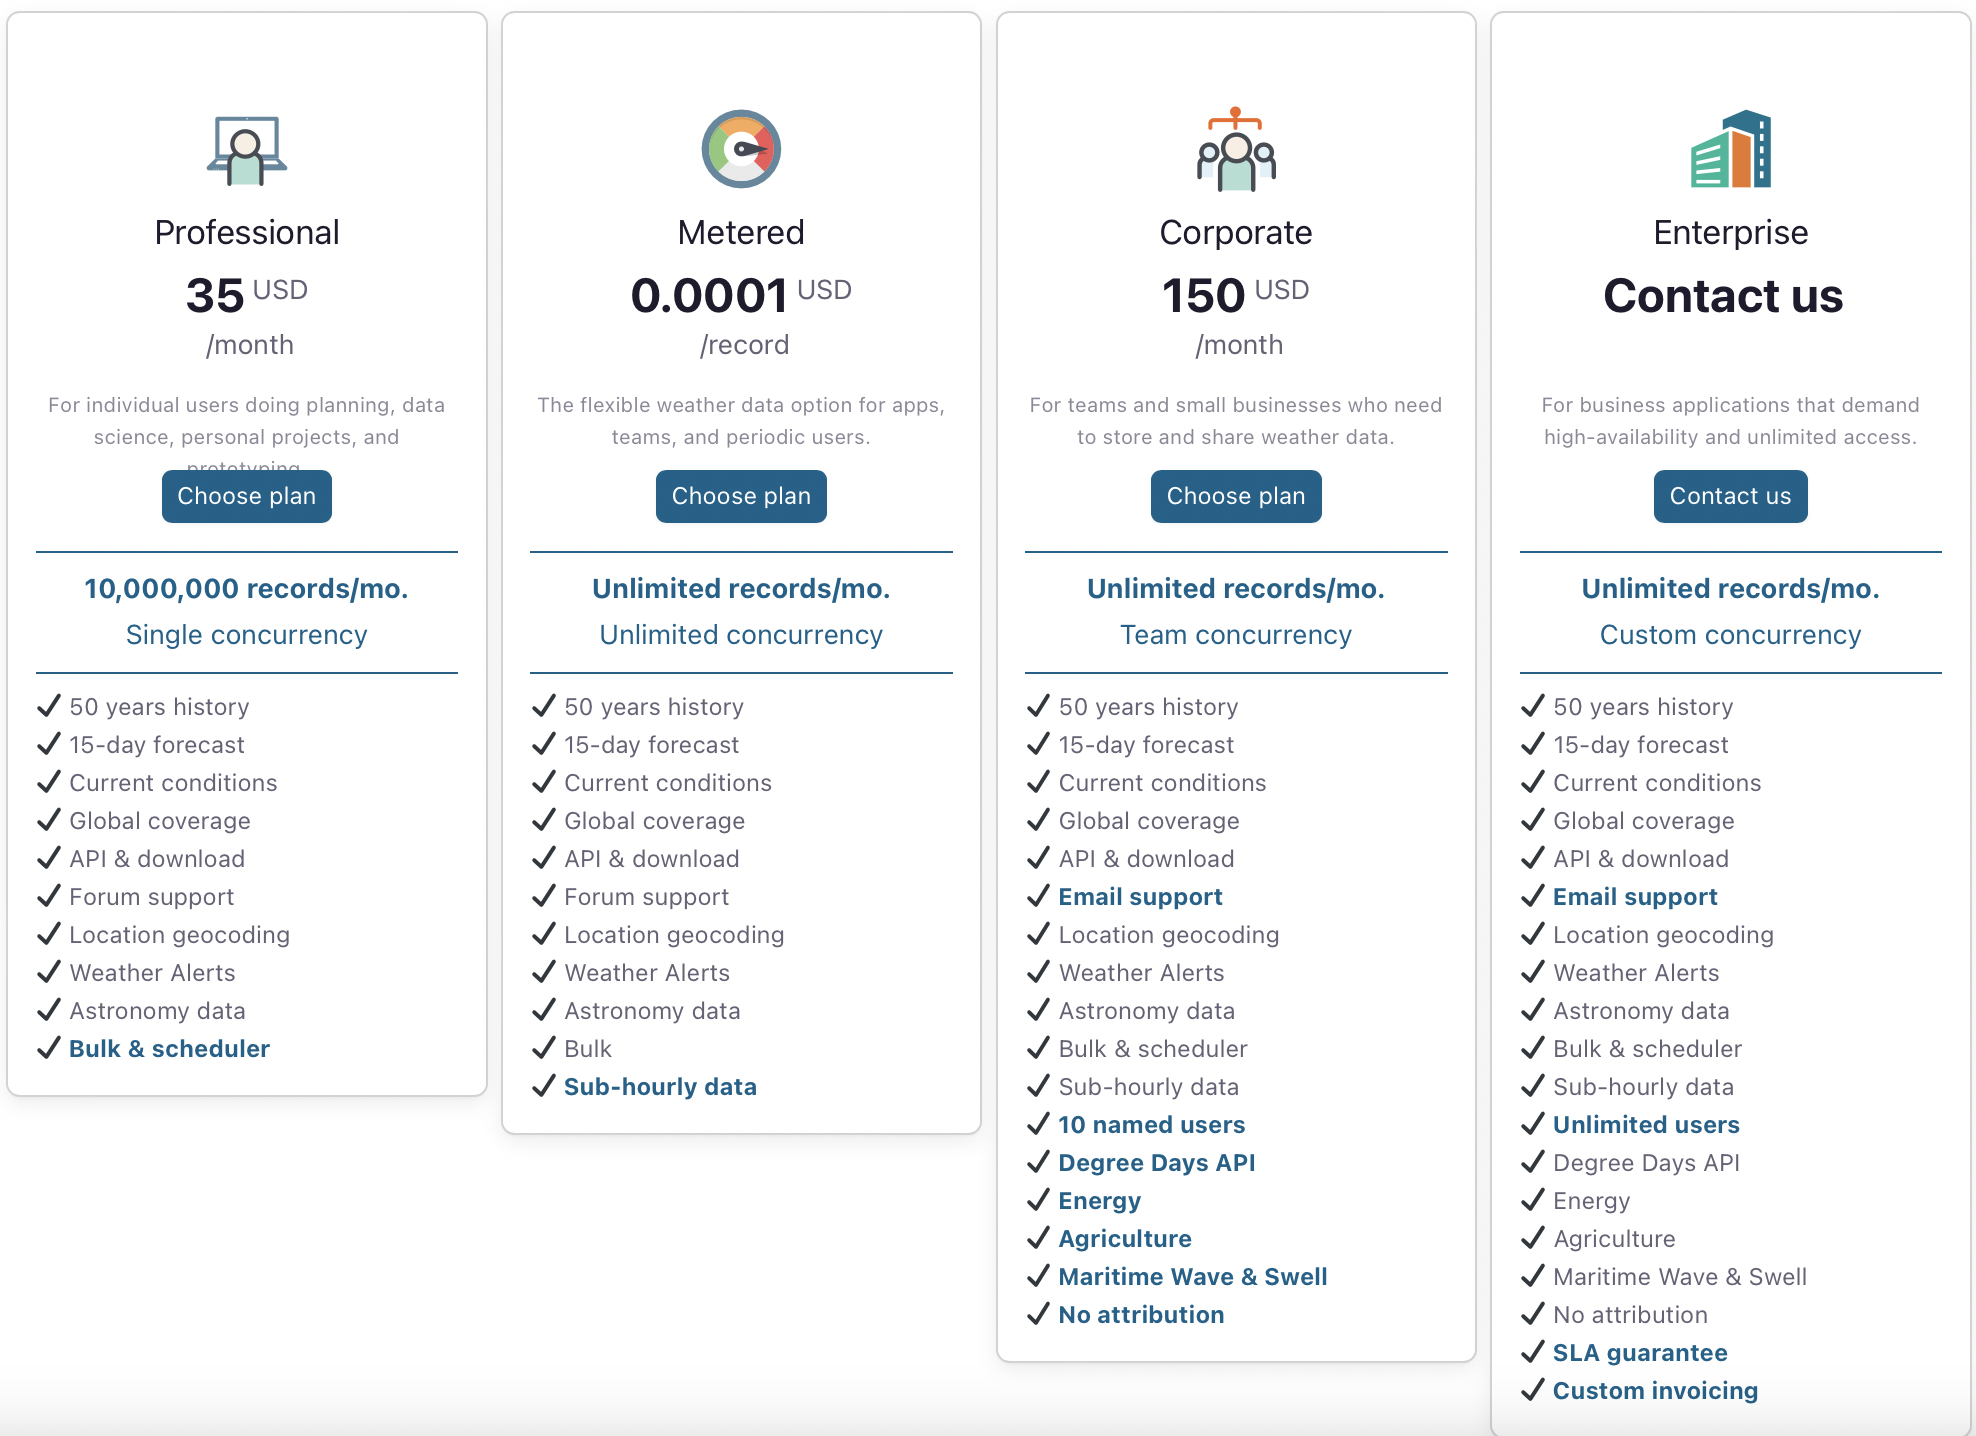 Professional
35 USD
/month
For individual users doing planning, data
science, personal projects, and
prototyping
Choose plan
10,000,000 records/mo.
Single concurrency
50 years history
15-day forecast
Current conditions
Global coverage
API & download
Forum support
Location geocoding
Weather Alerts
Astronomy data
Bulk & scheduler
Metered
0.0001 USD
/record
The flexible weather data option for apps,
teams, and periodic users.
Choose plan
Unlimited records/mo.
Unlimited concurrency
50 years history
15-day forecast
Current conditions
Global coverage
API & download
Forum support
Location geocoding
Weather Alerts
Astronomy data
Bulk
Sub-hourly data
Corporate
150 USD
/month
For teams and small businesses who need
to store and share weather data.
Choose plan
Unlimited records/mo.
Team concurrency
50 years history
15-day forecast
Current conditions
Global coverage
API & download
Email support
Location geocoding
Weather Alerts
Astronomy data
Bulk & scheduler
Sub-hourly data
10 named users
Degree Days API
Energy
Agriculture
Maritime Wave & Swell
No attribution
Enterprise
Contact us
For business applications that demand
high-availability and unlimited access.
Contact us
Unlimited records/mo.
Custom concurrency
50 years history
15-day forecast
Current conditions
Global coverage
API & download
Email support
Location geocoding
Weather Alerts
Astronomy data
Bulk & scheduler
Sub-hourly data
Unlimited users
Degree Days API
Energy
Agriculture
Maritime Wave & Swell
No attribution
SLA guarantee
Custom invoicing